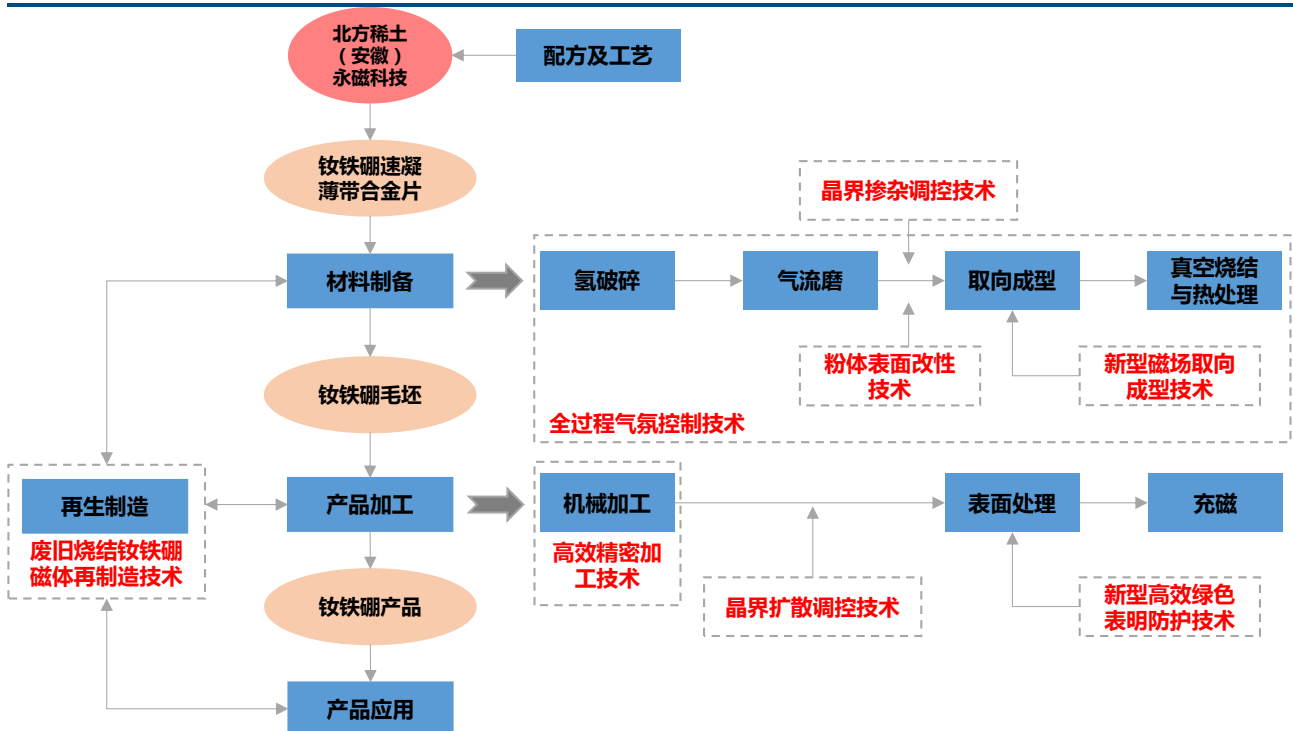 北方稀土
（安徽）
永磁科技
配方及工艺
钕铁硼速凝
薄带合金片
晶界掺杂调控技术
材料制备
氢破碎
气流磨
取向成型
真空烧结
与热处理
钕铁硼毛坯
粉体表面改性
技术
新型磁场取向
成型技术
全过程气氛控制技术
再生制造
废旧烧结钕铁硼
磁体再制造技术
产品加工
机械加工
高效精密加
工技术
表面处理
充磁
钕铁硼产品
晶界扩散调控技术
新型高效绿色
表明防护技术
产品应用